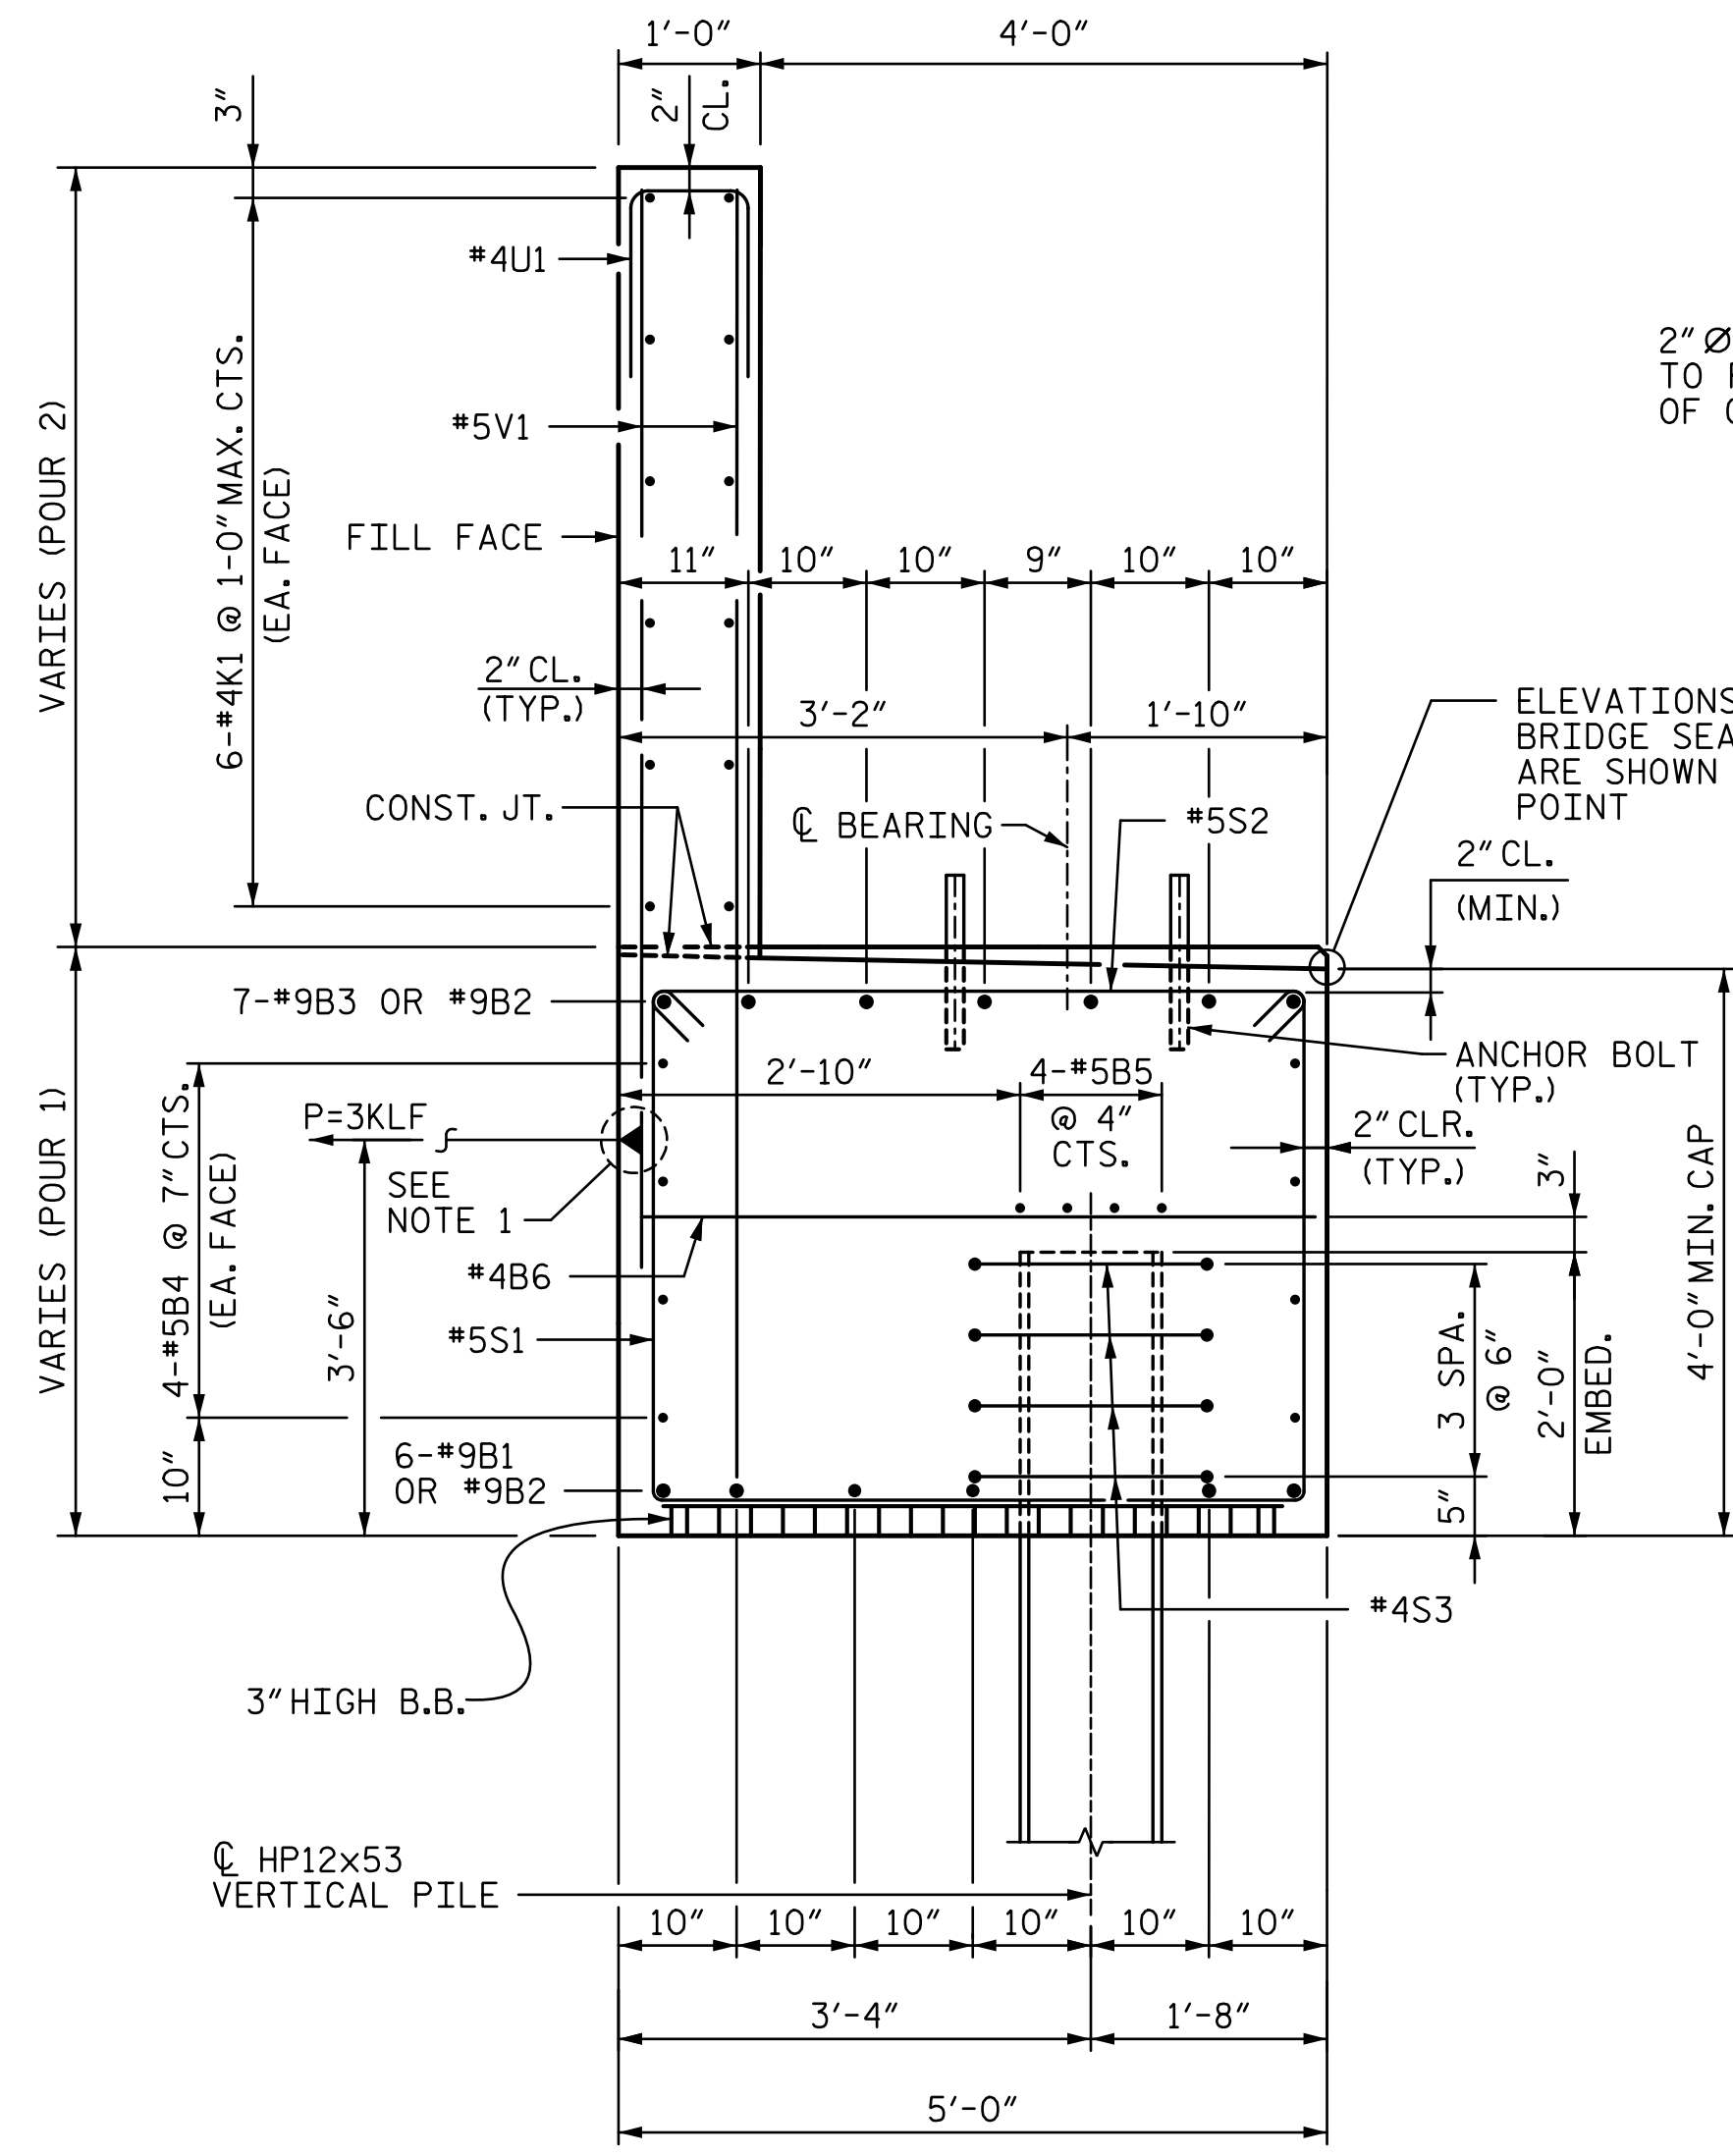 1'-0"
4'-0"
3"
2"
CL.
2"Ø
TO
OF
#4U1
#5V1
FILL FACE
VARIES (POUR 2)
6-#4K1 @ 1-0"MAX. CTS.
(EA. FACE)
11"
10"
10"
9"
10"
10"
2"CL.
(TYP.)
3'-2"
1'-10"
ELEVATIONS
BRIDGE SEA
ARE SHOWN
POINT
CONST. JT.
℄ BEARING
#5S2
2"CL.
(MIN.)
7-#9B3 OR #9B2
2'-10"
4-#5B5
@ 4"
CTS.
ANCHOR BOLT
(TYP.)
2"CLR.
(TYP.)
P=3KLF
SEE
NOTE 1
VARIES (POUR 1)
4-#5B4 @ 7"CTS.
(EA. FACE)
10"
3'-6"
#4B6
#5S1
6-#9B1
OR #9B2
3"
3 SPA.
@ 6"
2'-0"
EMBED.
5"
4'-0"MIN. CAP
#4S3
3"HIGH B.B.
℄ HP12x53
VERTICAL PILE
10"
10"
10"
10"
10"
10"
3'-4"
1'-8"
5'-0"